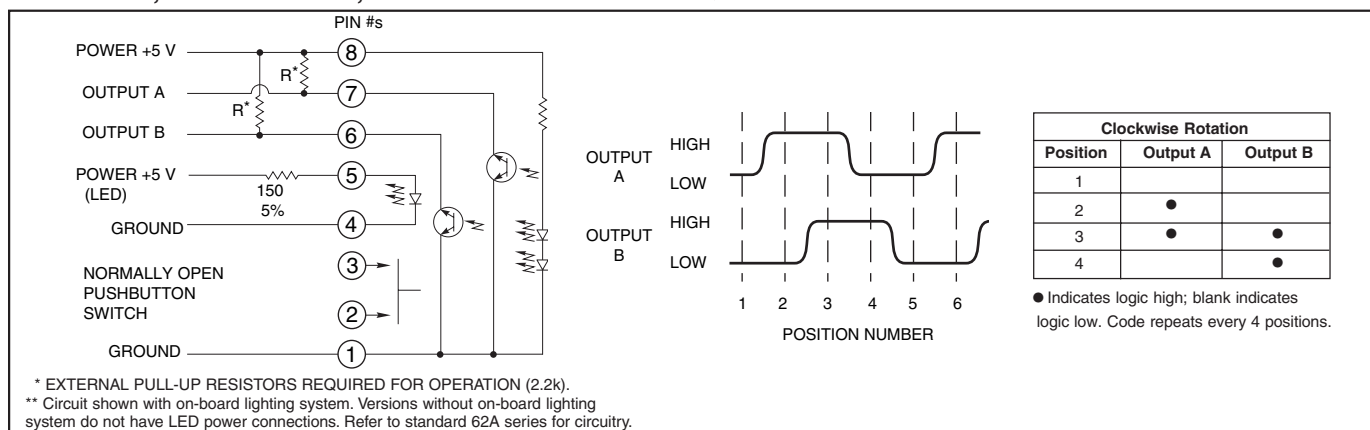 PIN #s
POWER +5 V
8
R*
OUTPUT A
7
R*
OUTPUT B
6
POWER +5 V
(LED)
150
5%
5
GROUND
4
NORMALLY OPEN
PUSHBUTTON
SWITCH
3
2
GROUND
1
* EXTERNAL PULL-UP RESISTORS REQUIRED FOR OPERATION (2.2k).
** Circuit shown with on-board lighting system. Versions without on-board lighting
system do not have LED power connections. Refer to standard 62A series for circuitry.
OUTPUT
A
HIGH
LOW
OUTPUT
B
HIGH
LOW
1 2 3 4 5 6
POSITION NUMBER
Clockwise Rotation
Position Output A Output B
1
2 ●
3 ● ●
4 ●
● Indicates logic high; blank indicates
logic low. Code repeats every 4 positions.